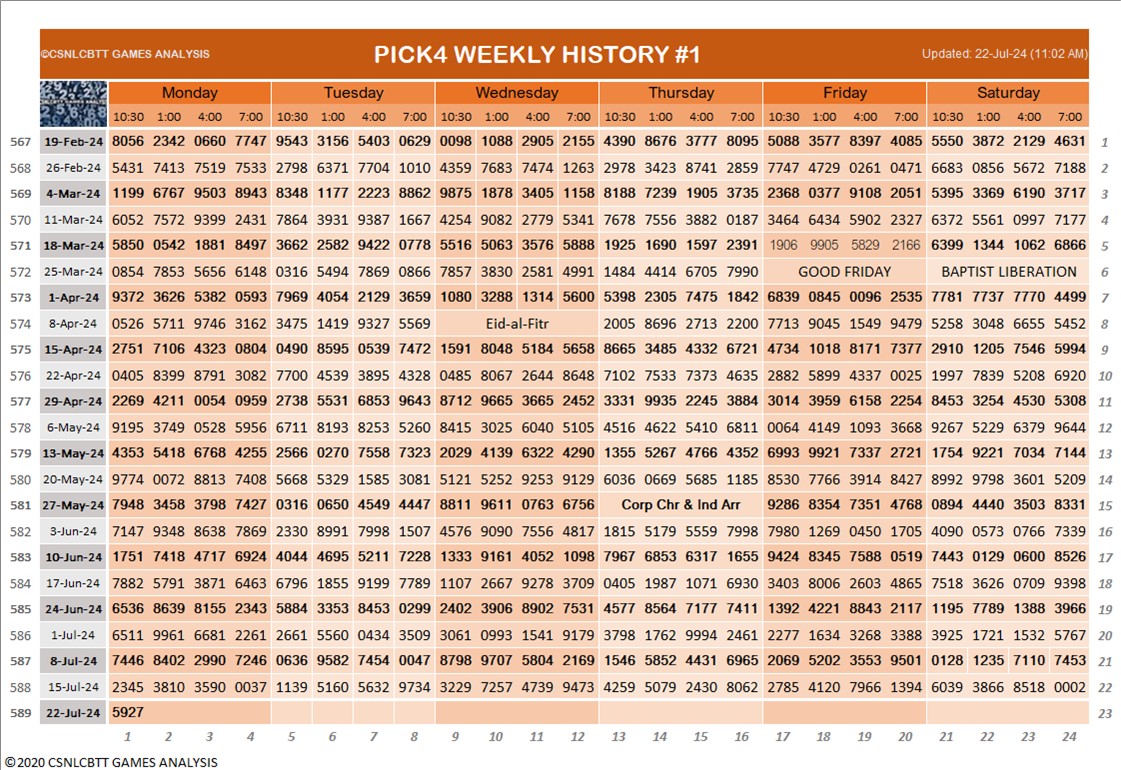 ©CSNLCBTT GAMES ANALYSIS PICK4 WEEKLY HISTORY #1 Updated: 22-Jul-24 (11:02 AM)
Monday Tuesday Wednesday Thursday Friday Saturday
10:30 1:00 4:00 7:00 10:30 1:00 4:00 7:00 10:30 1:00 4:00 7:00 10:30 1:00 4:00 7:00 10:30 1:00 4:00 7:00 10:30 1:00 4:00 7:00
567 19-Feb-24 8056 2342 0660 7747 9543 3156 5403 0629 0098 1088 2905 2155 4390 8676 3777 8095 5088 3577 8397 4085 5550 3872 2129 4631 1
568 26-Feb-24 5431 7413 7519 7533 2798 6371 7704 1010 4359 7683 7474 1263 2978 3423 8741 2859 7747 4729 0261 0471 6683 0856 5672 7188 2
569 4-Mar-24 1199 6767 9503 8943 8348 1177 2223 8862 9875 1878 3405 1158 8188 7239 1905 3735 2368 0377 9108 2051 5395 3369 6190 3717 3
570 11-Mar-24 6052 7572 9399 2431 7864 3931 9387 1667 4254 9082 2779 5341 7678 7556 3882 0187 3464 6434 5902 2327 6372 5561 0997 7177 4
571 18-Mar-24 5850 0542 1881 8497 3662 2582 9422 0778 5516 5063 3576 5888 1925 1690 1597 2391 1906 9905 5829 2166 6399 1344 1062 6866 5
572 25-Mar-24 0854 7853 5656 6148 0316 5494 7869 0866 7857 3830 2581 4991 1484 4414 6705 7990 GOOD FRIDAY BAPTIST LIBERATION 6
573 1-Apr-24 9372 3626 5382 0593 7969 4054 2129 3659 1080 3288 1314 5600 5398 2305 7475 1842 6839 0845 0096 2535 7781 7737 7770 4499 7
574 8-Apr-24 0526 5711 9746 3162 3475 1419 9327 5569 Eid-al-Fitr 2005 8696 2713 2200 7713 9045 1549 9479 5258 3048 6655 5452 8
575 15-Apr-24 2751 7106 4323 0804 0490 8595 0539 7472 1591 8048 5184 5658 8665 3485 4332 6721 4734 1018 8171 7377 2910 1205 7546 5994 9
576 22-Apr-24 0405 8399 8791 3082 7700 4539 3895 4328 0485 8067 2644 8648 7102 7533 7373 4635 2882 5899 4337 0025 1997 7839 5208 6920 10
577 29-Apr-24 2269 4211 0054 0959 2738 5531 6853 9643 8712 9665 3665 2452 3331 9935 2245 3884 3014 3959 6158 2254 8453 3254 4530 5308 11
578 6-May-24 9195 3749 0528 5956 6711 8193 8253 5260 8415 3025 6040 5105 4516 4622 5410 6811 0064 4149 1093 3668 9267 5229 6379 9644 12
579 13-May-24 4353 5418 6768 4255 2566 0270 7558 7323 2029 4139 6322 4290 1355 5267 4766 4352 6993 9921 7337 2721 1754 9221 7034 7144 13
580 20-May-24 9774 0072 8813 7408 5668 5329 1585 3081 5121 5252 9253 9129 6036 0669 5685 1185 8530 7766 3914 8427 8992 9798 3601 5209 14
581 27-May-24 7948 3458 3798 7427 0316 0650 4549 4447 8811 9611 0763 6756 Corp Chr & Ind Arr 9286 8354 7351 4768 0894 4440 3503 8331 15
582 3-Jun-24 7147 9348 8638 7869 2330 8991 7998 1507 4576 9090 7556 4817 1815 5179 5559 7998 7980 1269 0450 1705 4090 0573 0766 7339 16
583 10-Jun-24 1751 7418 4717 6924 4044 4695 5211 7228 1333 9161 4052 1098 7967 6853 6317 1655 9424 8345 7588 0519 7443 0129 0600 8526 17
584 17-Jun-24 7882 5791 3871 6463 6796 1855 9199 7789 1107 2667 9278 3709 0405 1987 1071 6930 3403 8006 2603 4865 7518 3626 0709 9398 18
585 24-Jun-24 6536 8639 8155 2343 5884 3353 8453 0299 2402 3906 8902 7531 4577 8564 7177 7411 1392 4221 8843 2117 1195 7789 1388 3966 19
586 1-Jul-24 6511 9961 6681 2261 2661 5560 0434 3509 3061 0993 1541 9179 3798 1762 9994 2461 2277 1634 3268 3388 3925 1721 1532 5767 20
587 8-Jul-24 7446 8402 2990 7246 0636 9582 7454 0047 8798 9707 5804 2169 1546 5852 4431 6965 2069 5202 3553 9501 0128 1235 7110 7453 21
588 15-Jul-24 2345 3810 3590 0037 1139 5160 5632 9734 3229 7257 4739 9473 4259 5079 2430 8062 2785 4120 7966 1394 6039 3866 8518 0002 22
589 22-Jul-24 5927 23
1 2 3 4 5 6 7 8 9 10 11 12 13 14 15 16 17 18 19 20 21 22 23 24
©2020 CSNLCBTT GAMES ANALYSIS